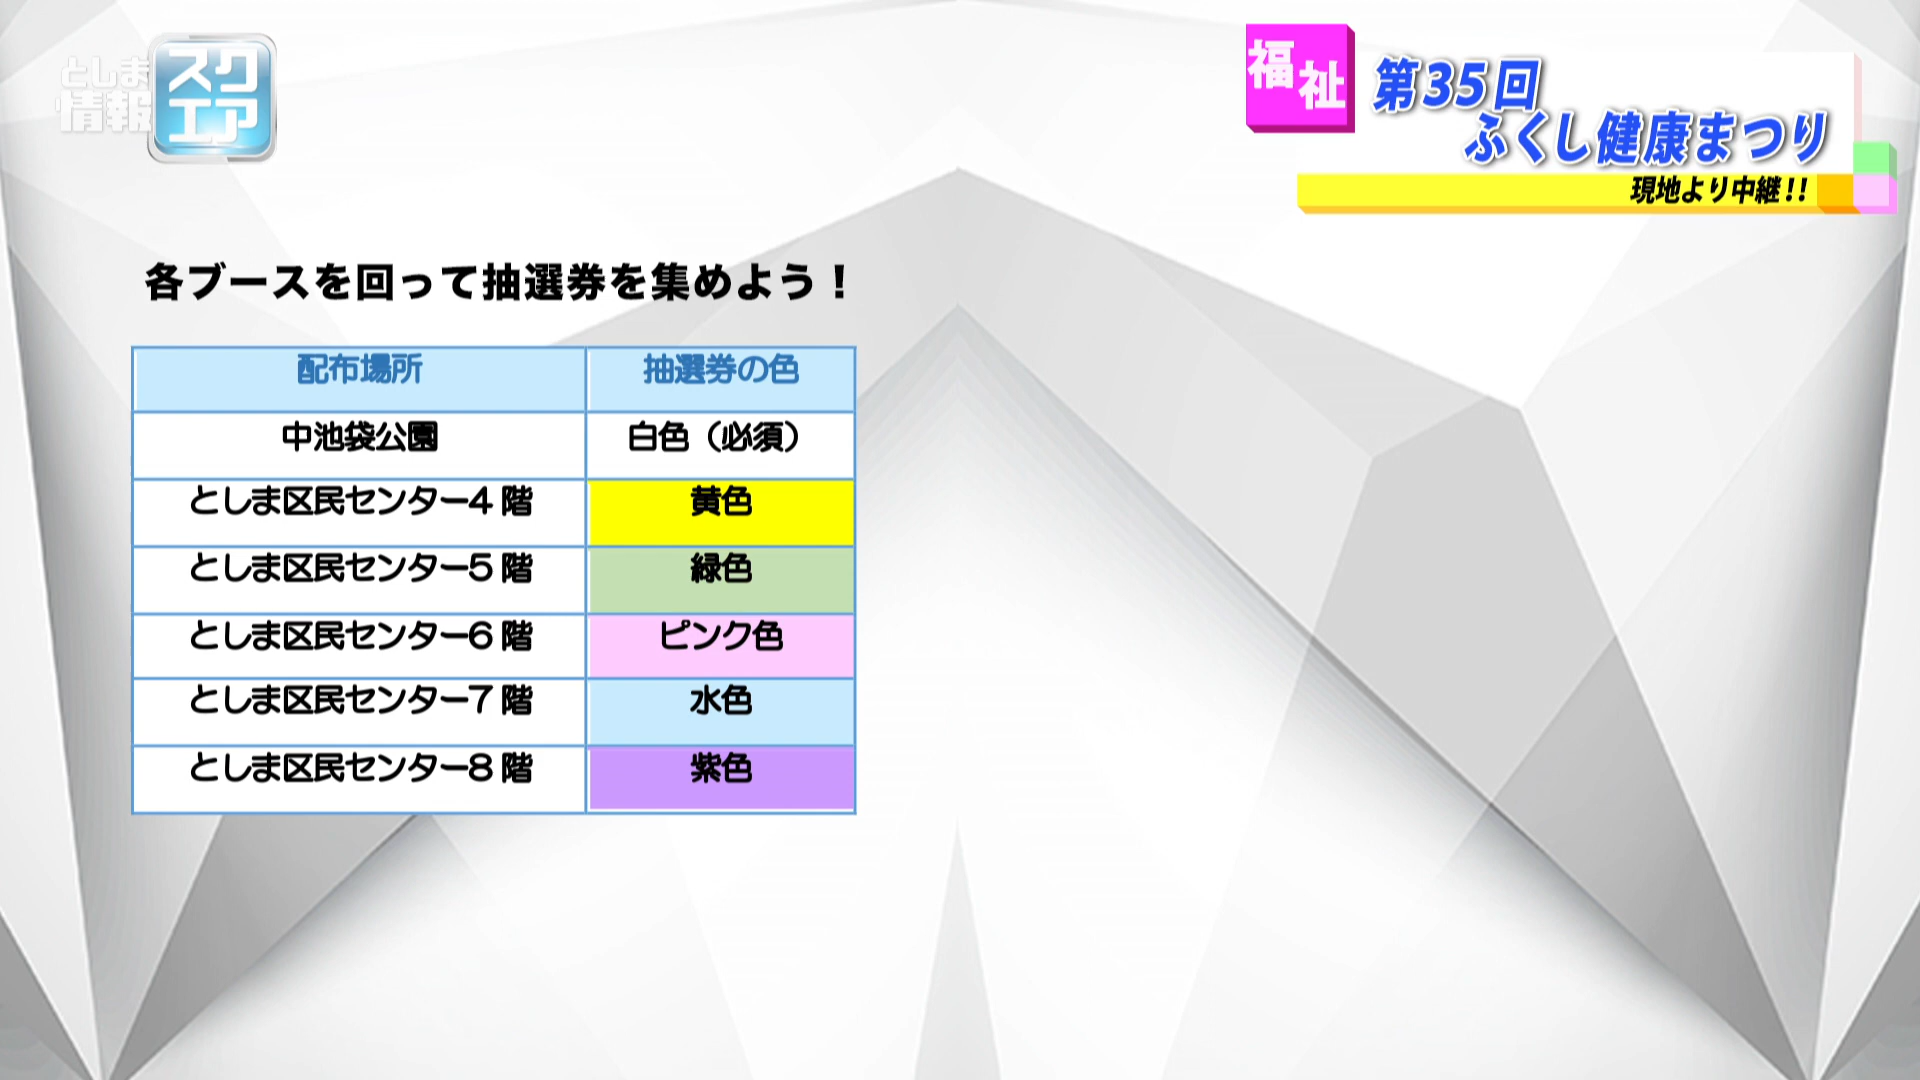 としま
情報
スク
エア
福祉
第35回
ふくし健康まつり
現地より中継!!
各ブースを回って抽選券を集めよう！
配布場所 抽選券の色
中池袋公園 白色（必須）
としま区民センター4 階 黄色
としま区民センター5 階 緑色
としま区民センター6 階 ピンク色
としま区民センター7 階 水色
としま区民センター8 階 紫色